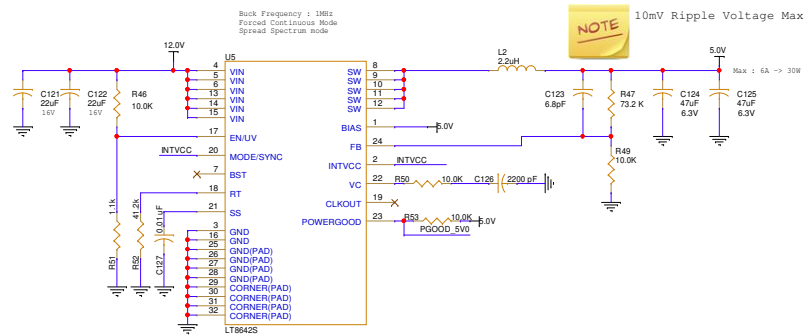 Buck Frequency : 1MHz
Forced Continuous Mode
Spread Spectrum mode
NOTE
10mV Ripple Voltage Max
12.0V
U5
L2
2.2uH
5.0V
Max : 6A -> 30W
C121
22uF
16V
C122
22uF
16V
R46
10.0K
4 VIN
5 VIN
6 VIN
13 VIN
14 VIN
15 VIN
17 EN/UV
20 MODE/SYNC
INTVCC
7 BST
18 RT
21 SS
3 GND
16 GND
25 GND(PAD)
26 GND(PAD)
27 GND(PAD)
28 GND(PAD)
29 CORNER(PAD)
30 CORNER(PAD)
31 CORNER(PAD)
32 CORNER(PAD)
LT8642S
SW 8
SW 9
SW 10
SW 11
SW 12
BIAS 1
5.0V
FB 24
INTVCC 2
INTVCC
VC 22
R50
10.0K
C126
2200 pF
CLKOUT 19
POWERGOOD 23
R53
10.0K
5.0V
PGOOD_5V0
C123
6.8pF
R47
73.2 K
C124
47uF
6.3V
C125
47uF
6.3V
R49
10.0K
1.1k
R51
41.2k
R52
0.01uF
C127